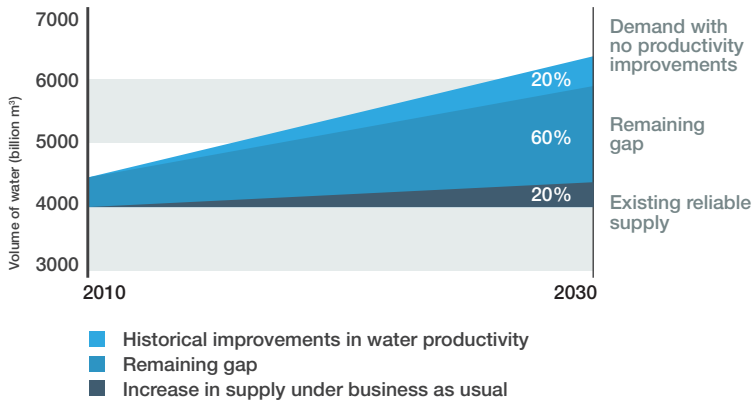 7000
6000
5000
4000
3000
Volume of water (billion m³)
2010
2030
20%
60%
20%
Demand with
no productivity
improvements
Remaining
gap
Existing reliable
supply
Historical improvements in water productivity
Remaining gap
Increase in supply under business as usual